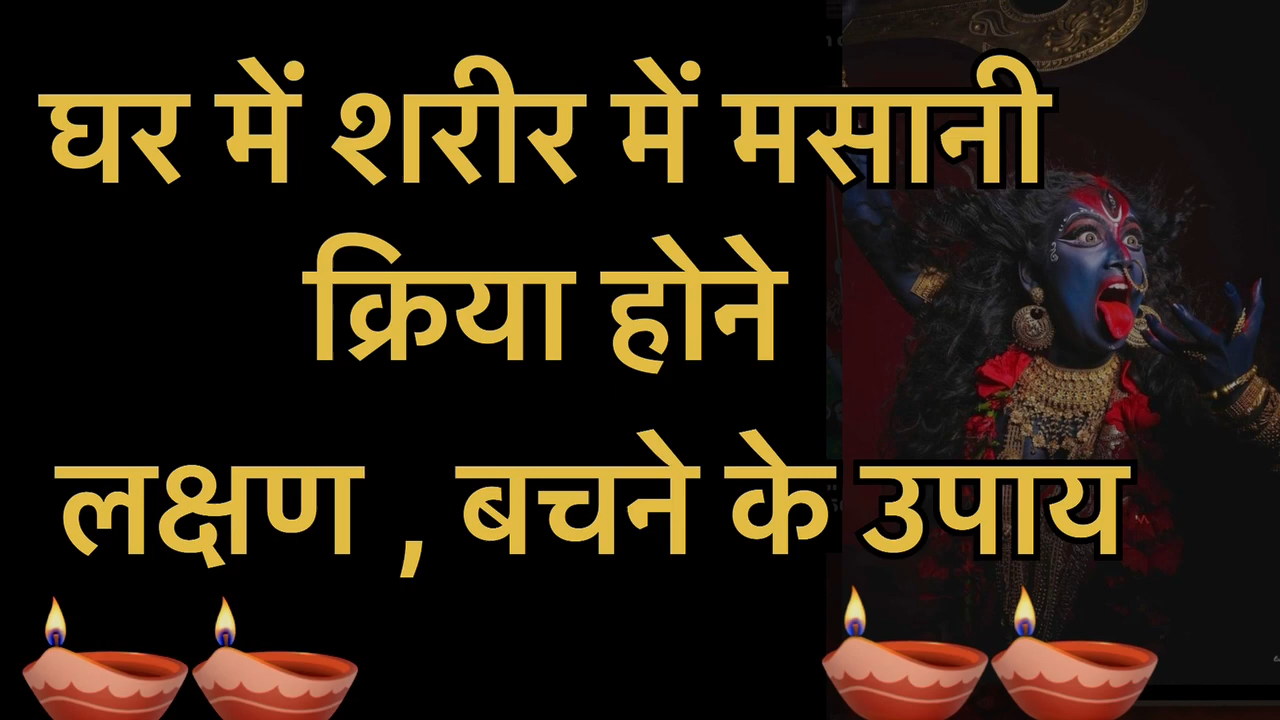 घर में शरीर में मसानी
क्रिया होने
लक्षण , बचने के उपाय